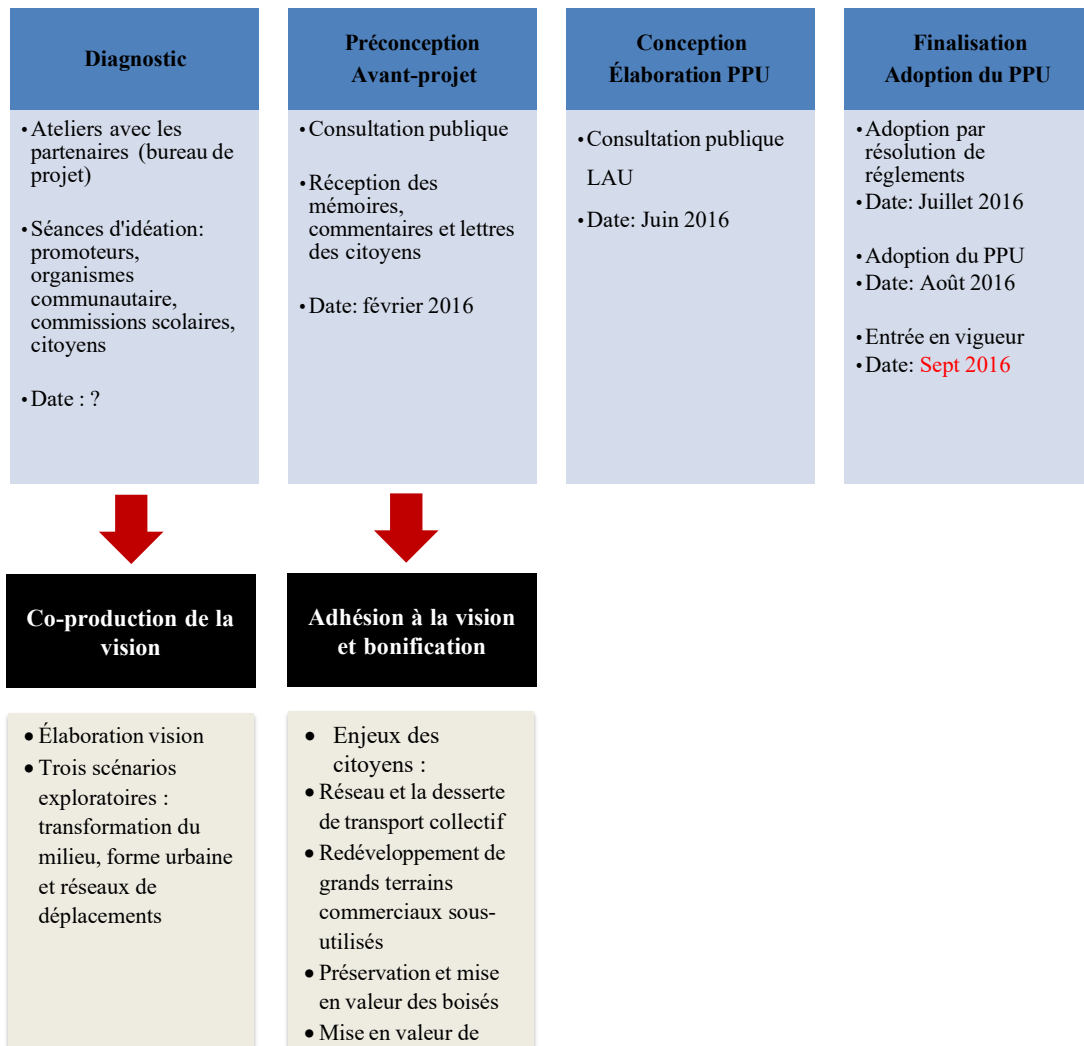 Diagnostic
• Ateliers avec les
partenaires (bureau de
projet)
• Séances d'idéation:
promoteurs,
organismes
communautaire,
commissions scolaires,
citoyens
• Date : ?
Préconception
Avant-projet
• Consultation publique
• Réception des
mémoires,
commentaires et lettres
des citoyens
• Date: février 2016
Conception
Élaboration PPU
• Consultation publique
LAU
• Date: Juin 2016
Finalisation
Adoption du PPU
• Adoption par
résolution de
réglements
• Date: Juillet 2016
• Adoption du PPU
• Date: Août 2016
• Entrée en vigueur
• Date: Sept 2016
Co-production de la
vision
• Élaboration vision
• Trois scénarios
exploratoires :
transformation du
milieu, forme urbaine
et réseaux de
déplacements
Adhésion à la vision
et bonification
• Enjeux des
citoyens :
• Réseau et la desserte
de transport collectif
• Redéveloppement de
grands terrains
commerciaux sous-
utilisés
• Préservation et mise
en valeur des boisés
• Mise en valeur de